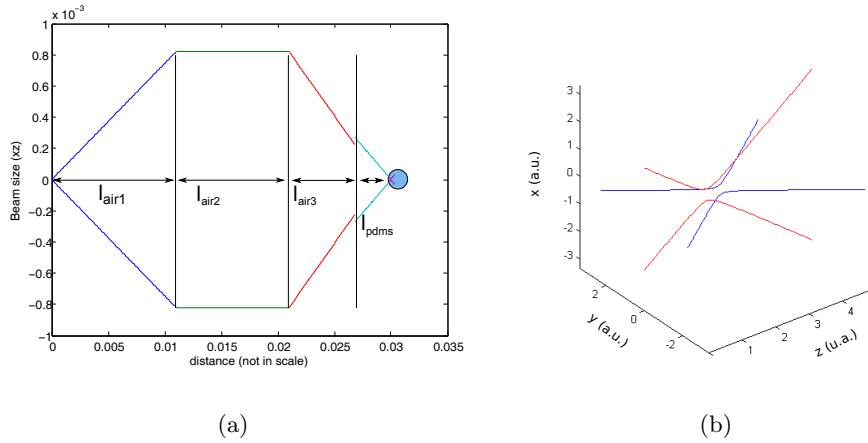 x 10⁻³
1
0.8
0.6
0.4
0.2
0
−0.2
−0.4
−0.6
−0.8
−1
Beam size (xz)
l_air1
l_air2
l_air3
l_pdms
0 0.005 0.01 0.015 0.02 0.025 0.03 0.035
distance (not in scale)
(a)
3
2
1
0
-1
-2
-3
x (a.u.)
2
0
-2
y (a.u.)
1
2
3
4
z (u.a.)
(b)